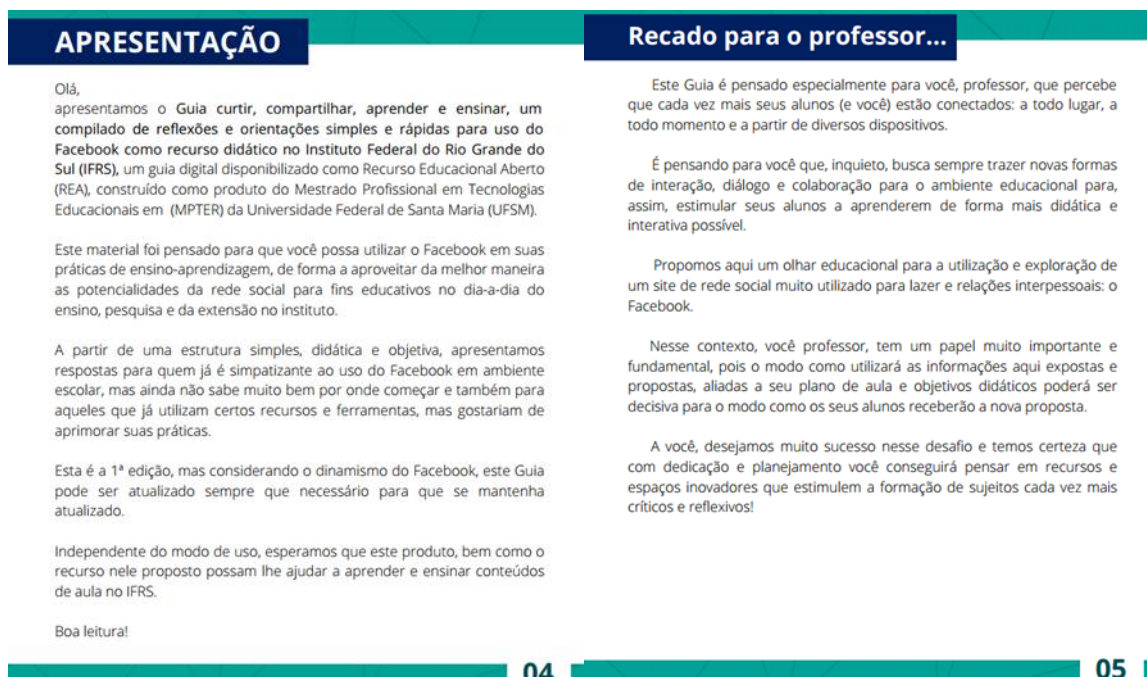 APRESENTAÇÃO
Olá,
apresentamos o Guia curtir, compartilhar, aprender e ensinar, um
compilado de reflexões e orientações simples e rápidas para uso do
Facebook como recurso didático no Instituto Federal do Rio Grande do
Sul (IFRS), um guia digital disponibilizado como Recurso Educacional Aberto
(REA), construído como produto do Mestrado Profissional em Tecnologias
Educacionais em (MPTER) da Universidade Federal de Santa Maria (UFSM).
Este material foi pensado para que você possa utilizar o Facebook em suas
práticas de ensino-aprendizagem, de forma a aproveitar da melhor maneira
as potencialidades da rede social para fins educativos no dia-a-dia do
ensino, pesquisa e da extensão no instituto.
A partir de uma estrutura simples, didática e objetiva, apresentamos
respostas para quem já é simpatizante ao uso do Facebook em ambiente
escolar, mas ainda não sabe muito bem por onde começar e também para
aqueles que já utilizam certos recursos e ferramentas, mas gostariam de
aprimorar suas práticas.
Esta é a 1ª edição, mas considerando o dinamismo do Facebook, este Guia
pode ser atualizado sempre que necessário para que se mantenha
atualizado.
Independente do modo de uso, esperamos que este produto, bem como o
recurso nele proposto possam lhe ajudar a aprender e ensinar conteúdos
de aula no IFRS.
Boa leitura!
04
Recado para o professor...
Este Guia é pensado especialmente para você, professor, que percebe
que cada vez mais seus alunos (e você) estão conectados: a todo lugar, a
todo momento e a partir de diversos dispositivos.
É pensando para você que, inquieto, busca sempre trazer novas formas
de interação, diálogo e colaboração para o ambiente educacional para,
assim, estimular seus alunos a aprenderem de forma mais didática e
interativa possível.
Propomos aqui um olhar educacional para a utilização e exploração de
um site de rede social muito utilizado para lazer e relações interpessoais: o
Facebook.
Nesse contexto, você professor, tem um papel muito importante e
fundamental, pois o modo como utilizará as informações aqui expostas e
propostas, aliadas a seu plano de aula e objetivos didáticos poderá ser
decisiva para o modo como os seus alunos receberão a nova proposta.
A você, desejamos muito sucesso nesse desafio e temos certeza que
com dedicação e planejamento você conseguirá pensar em recursos e
espaços inovadores que estimulem a formação de sujeitos cada vez mais
críticos e reflexivos!
05